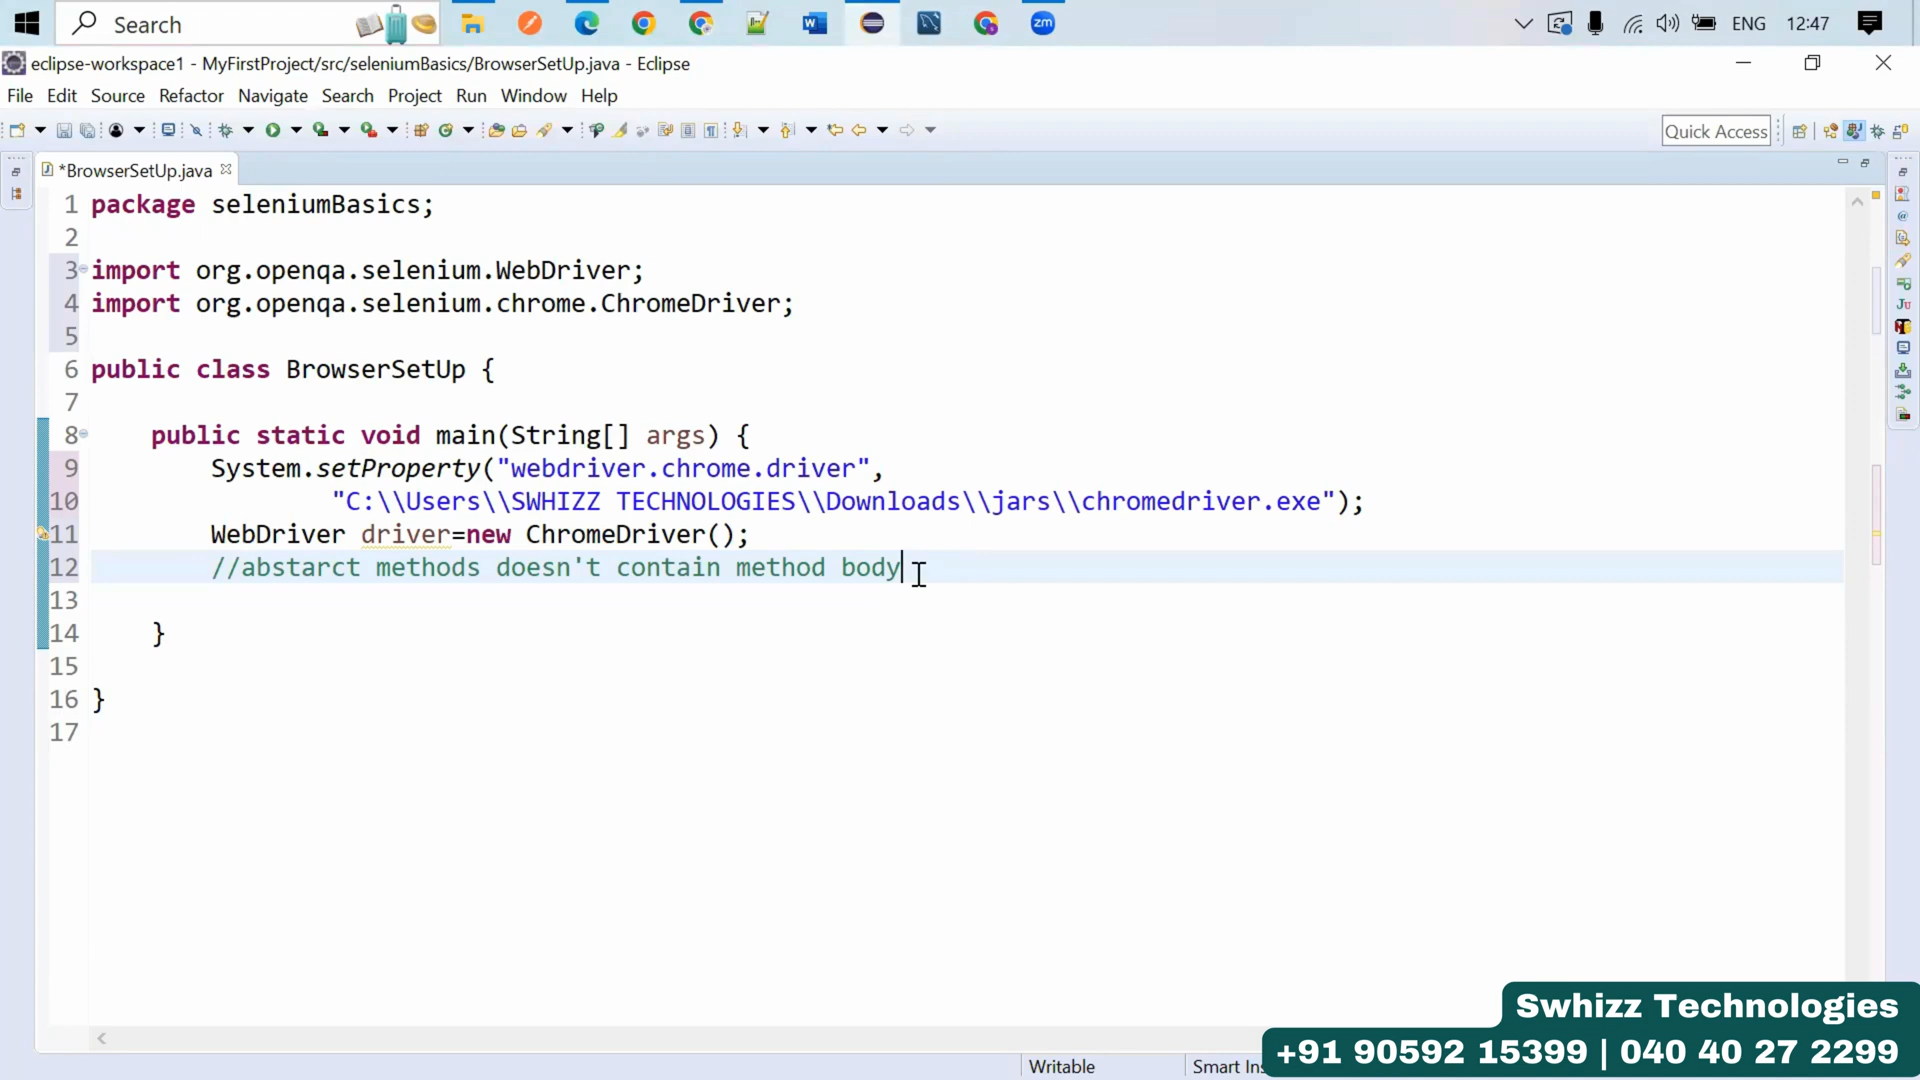 Search
zm
ENG
12:47
eclipse-workspace1 - MyFirstProject/src/seleniumBasics/BrowserSetUp.java - Eclipse
File Edit Source Refactor Navigate Search Project Run Window Help
Quick Access
*BrowserSetUp.java
1 package seleniumBasics;
2
3 import org.openqa.selenium.WebDriver;
4 import org.openqa.selenium.chrome.ChromeDriver;
5
6 public class BrowserSetUp {
7
8 public static void main(String[] args) {
9 System.setProperty("webdriver.chrome.driver",
10 "C:\\Users\\SWHIZZ TECHNOLOGIES\\Downloads\\jars\\chromedriver.exe");
11 WebDriver driver=new ChromeDriver();
12 //abstarct methods doesn't contain method body
13
14 }
15
16 }
17
Swhizz Technologies
+91 90592 15399 | 040 40 27 2299
Writable
Smart Ins